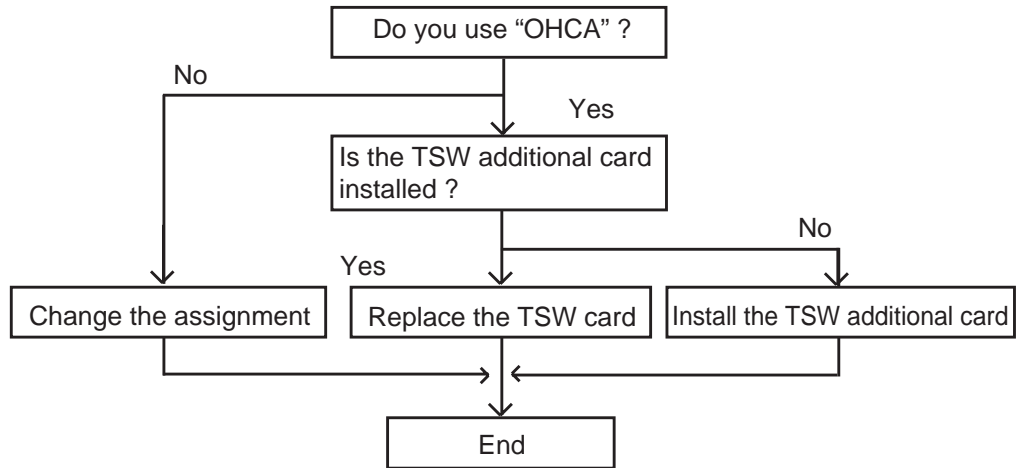 Do you use “OHCA” ?
No
Yes
Is the TSW additional card
installed ?
No
Yes
Change the assignment
Replace the TSW card
Install the TSW additional card
End